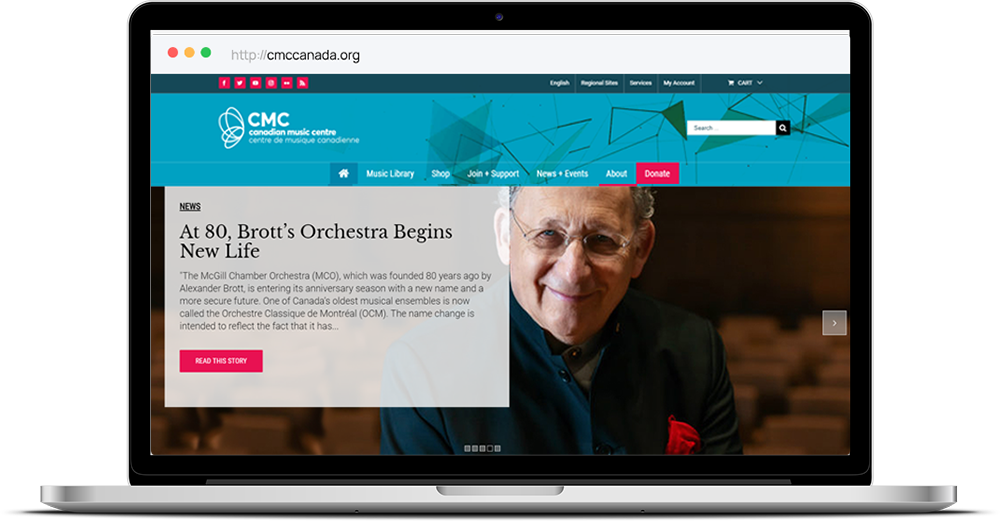 http://cmccanada.org
English Regional Sites Services My Account CART
CMC
canadian music centre
centre de musique canadienne
Search ...
Music Library Shop Join + Support News + Events About Donate
NEWS
At 80, Brott's Orchestra Begins
New Life
"The McGill Chamber Orchestra (MCO), which was founded 80 years ago by
Alexander Brott, is entering its anniversary season with a new name and a
more secure future. One of Canada's oldest musical ensembles is now
called the Orchestre Classique de Montréal (OCM). The name change is
intended to reflect the fact that it has...
READ THIS STORY